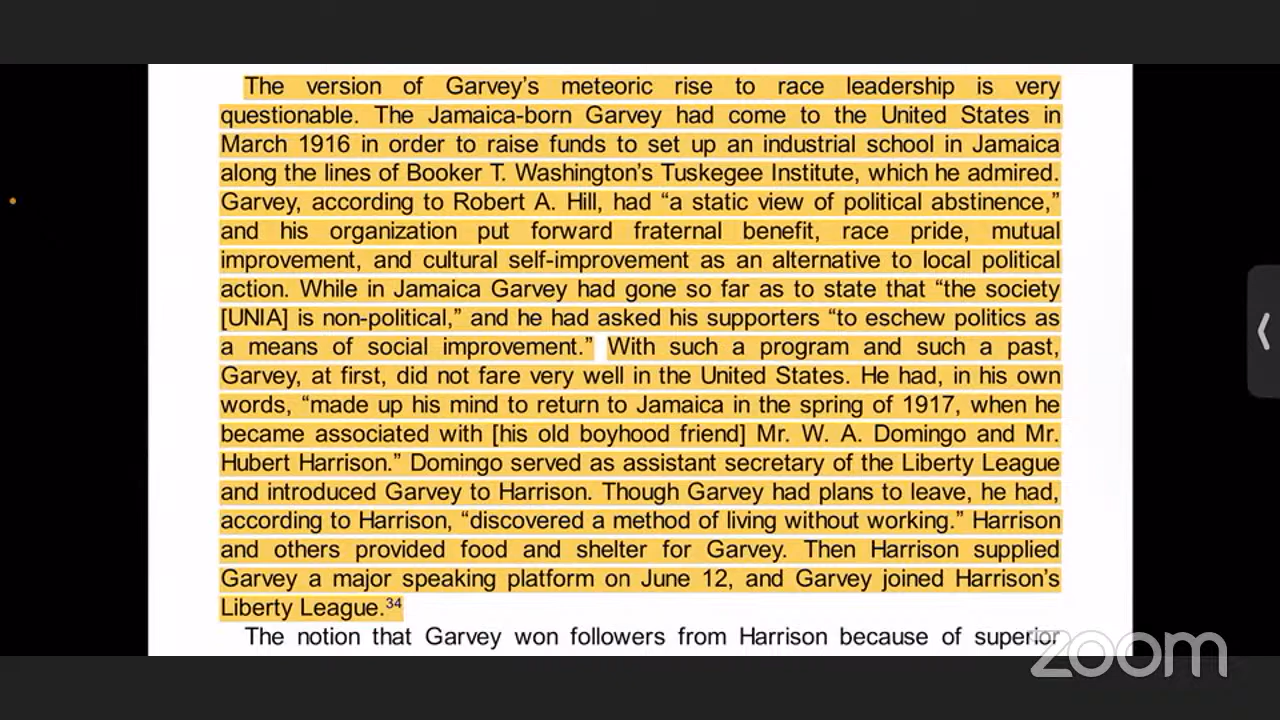 The version of Garvey’s meteoric rise to race leadership is very
questionable. The Jamaica-born Garvey had come to the United States in
March 1916 in order to raise funds to set up an industrial school in Jamaica
along the lines of Booker T. Washington’s Tuskegee Institute, which he admired.
Garvey, according to Robert A. Hill, had “a static view of political abstinence,”
and his organization put forward fraternal benefit, race pride, mutual
improvement, and cultural self-improvement as an alternative to local political
action. While in Jamaica Garvey had gone so far as to state that “the society
[UNIA] is non-political,” and he had asked his supporters “to eschew politics as
a means of social improvement.” With such a program and such a past,
Garvey, at first, did not fare very well in the United States. He had, in his own
words, “made up his mind to return to Jamaica in the spring of 1917, when he
became associated with [his old boyhood friend] Mr. W. A. Domingo and Mr.
Hubert Harrison.” Domingo served as assistant secretary of the Liberty League
and introduced Garvey to Harrison. Though Garvey had plans to leave, he had,
according to Harrison, “discovered a method of living without working.” Harrison
and others provided food and shelter for Garvey. Then Harrison supplied
Garvey a major speaking platform on June 12, and Garvey joined Harrison’s
Liberty League.34
The notion that Garvey won followers from Harrison because of superior
zoom